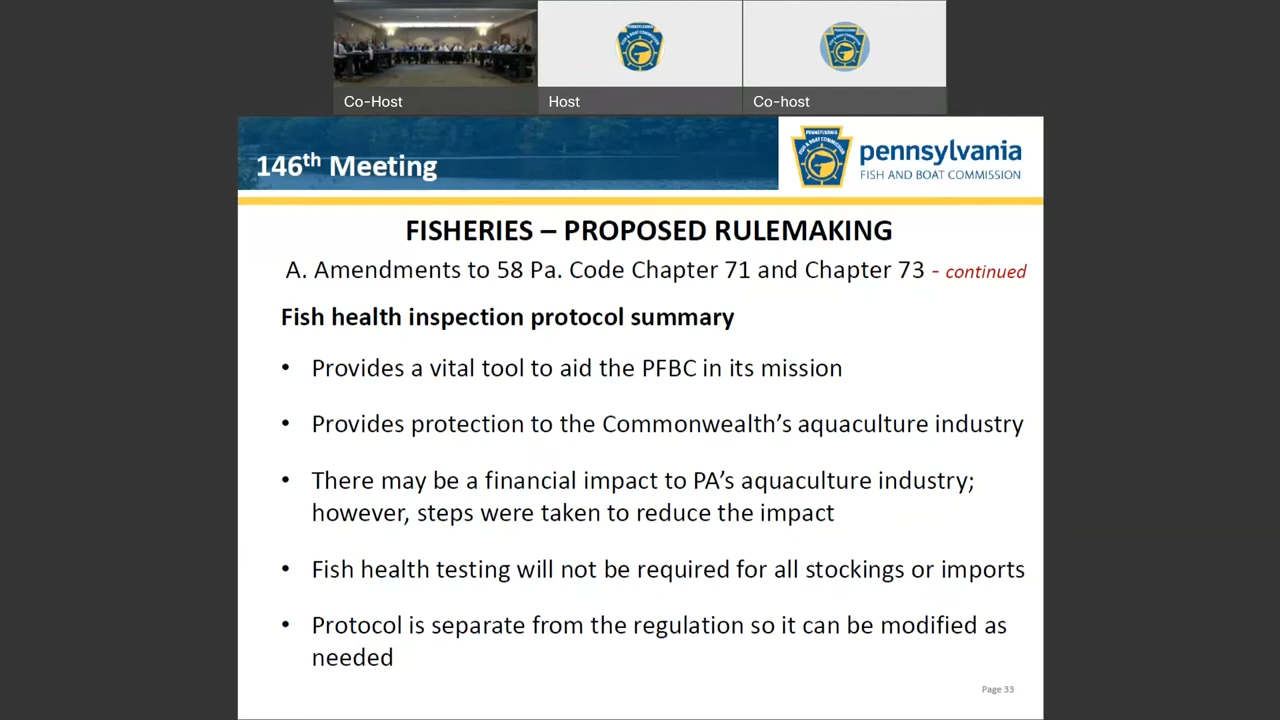 Co-Host
Host
Co-host
146th Meeting
PENNSYLVANIA
pennsylvania
FISH AND BOAT COMMISSION
FISHERIES – PROPOSED RULEMAKING
A. Amendments to 58 Pa. Code Chapter 71 and Chapter 73 - continued
Fish health inspection protocol summary
• Provides a vital tool to aid the PFBC in its mission
• Provides protection to the Commonwealth’s aquaculture industry
• There may be a financial impact to PA’s aquaculture industry;
however, steps were taken to reduce the impact
• Fish health testing will not be required for all stockings or imports
• Protocol is separate from the regulation so it can be modified as
needed
Page 33